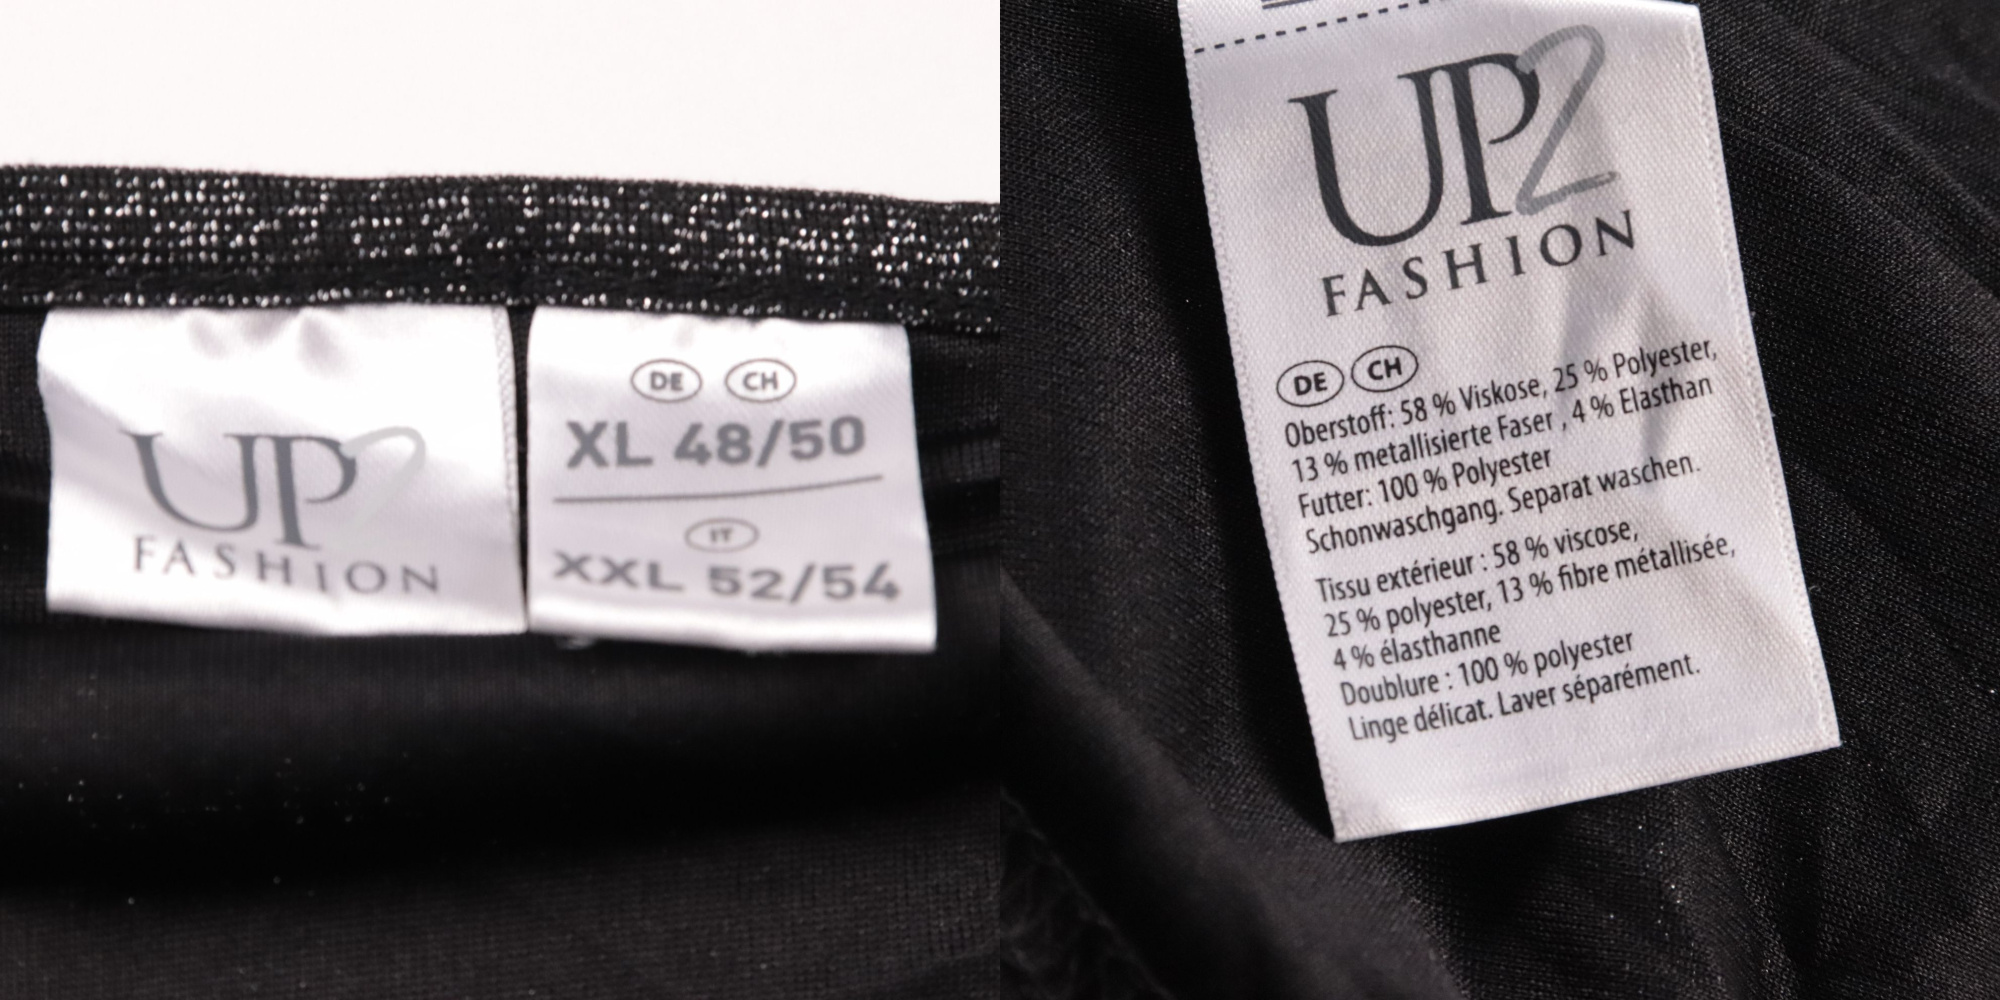 UP2
FASHION
DE CH
XL 48/50
IT
XXL 52/54
UP2
FASHION
DE CH
Oberstoff: 58 % Viskose, 25 % Polyester,
13 % metallisierte Faser , 4 % Elasthan
Futter: 100 % Polyester
Schonwaschgang. Separat waschen.
Tissu extérieur : 58 % viscose,
25 % polyester, 13 % fibre métallisée,
4 % élasthanne
Doublure : 100 % polyester
Linge délicat. Laver séparément.